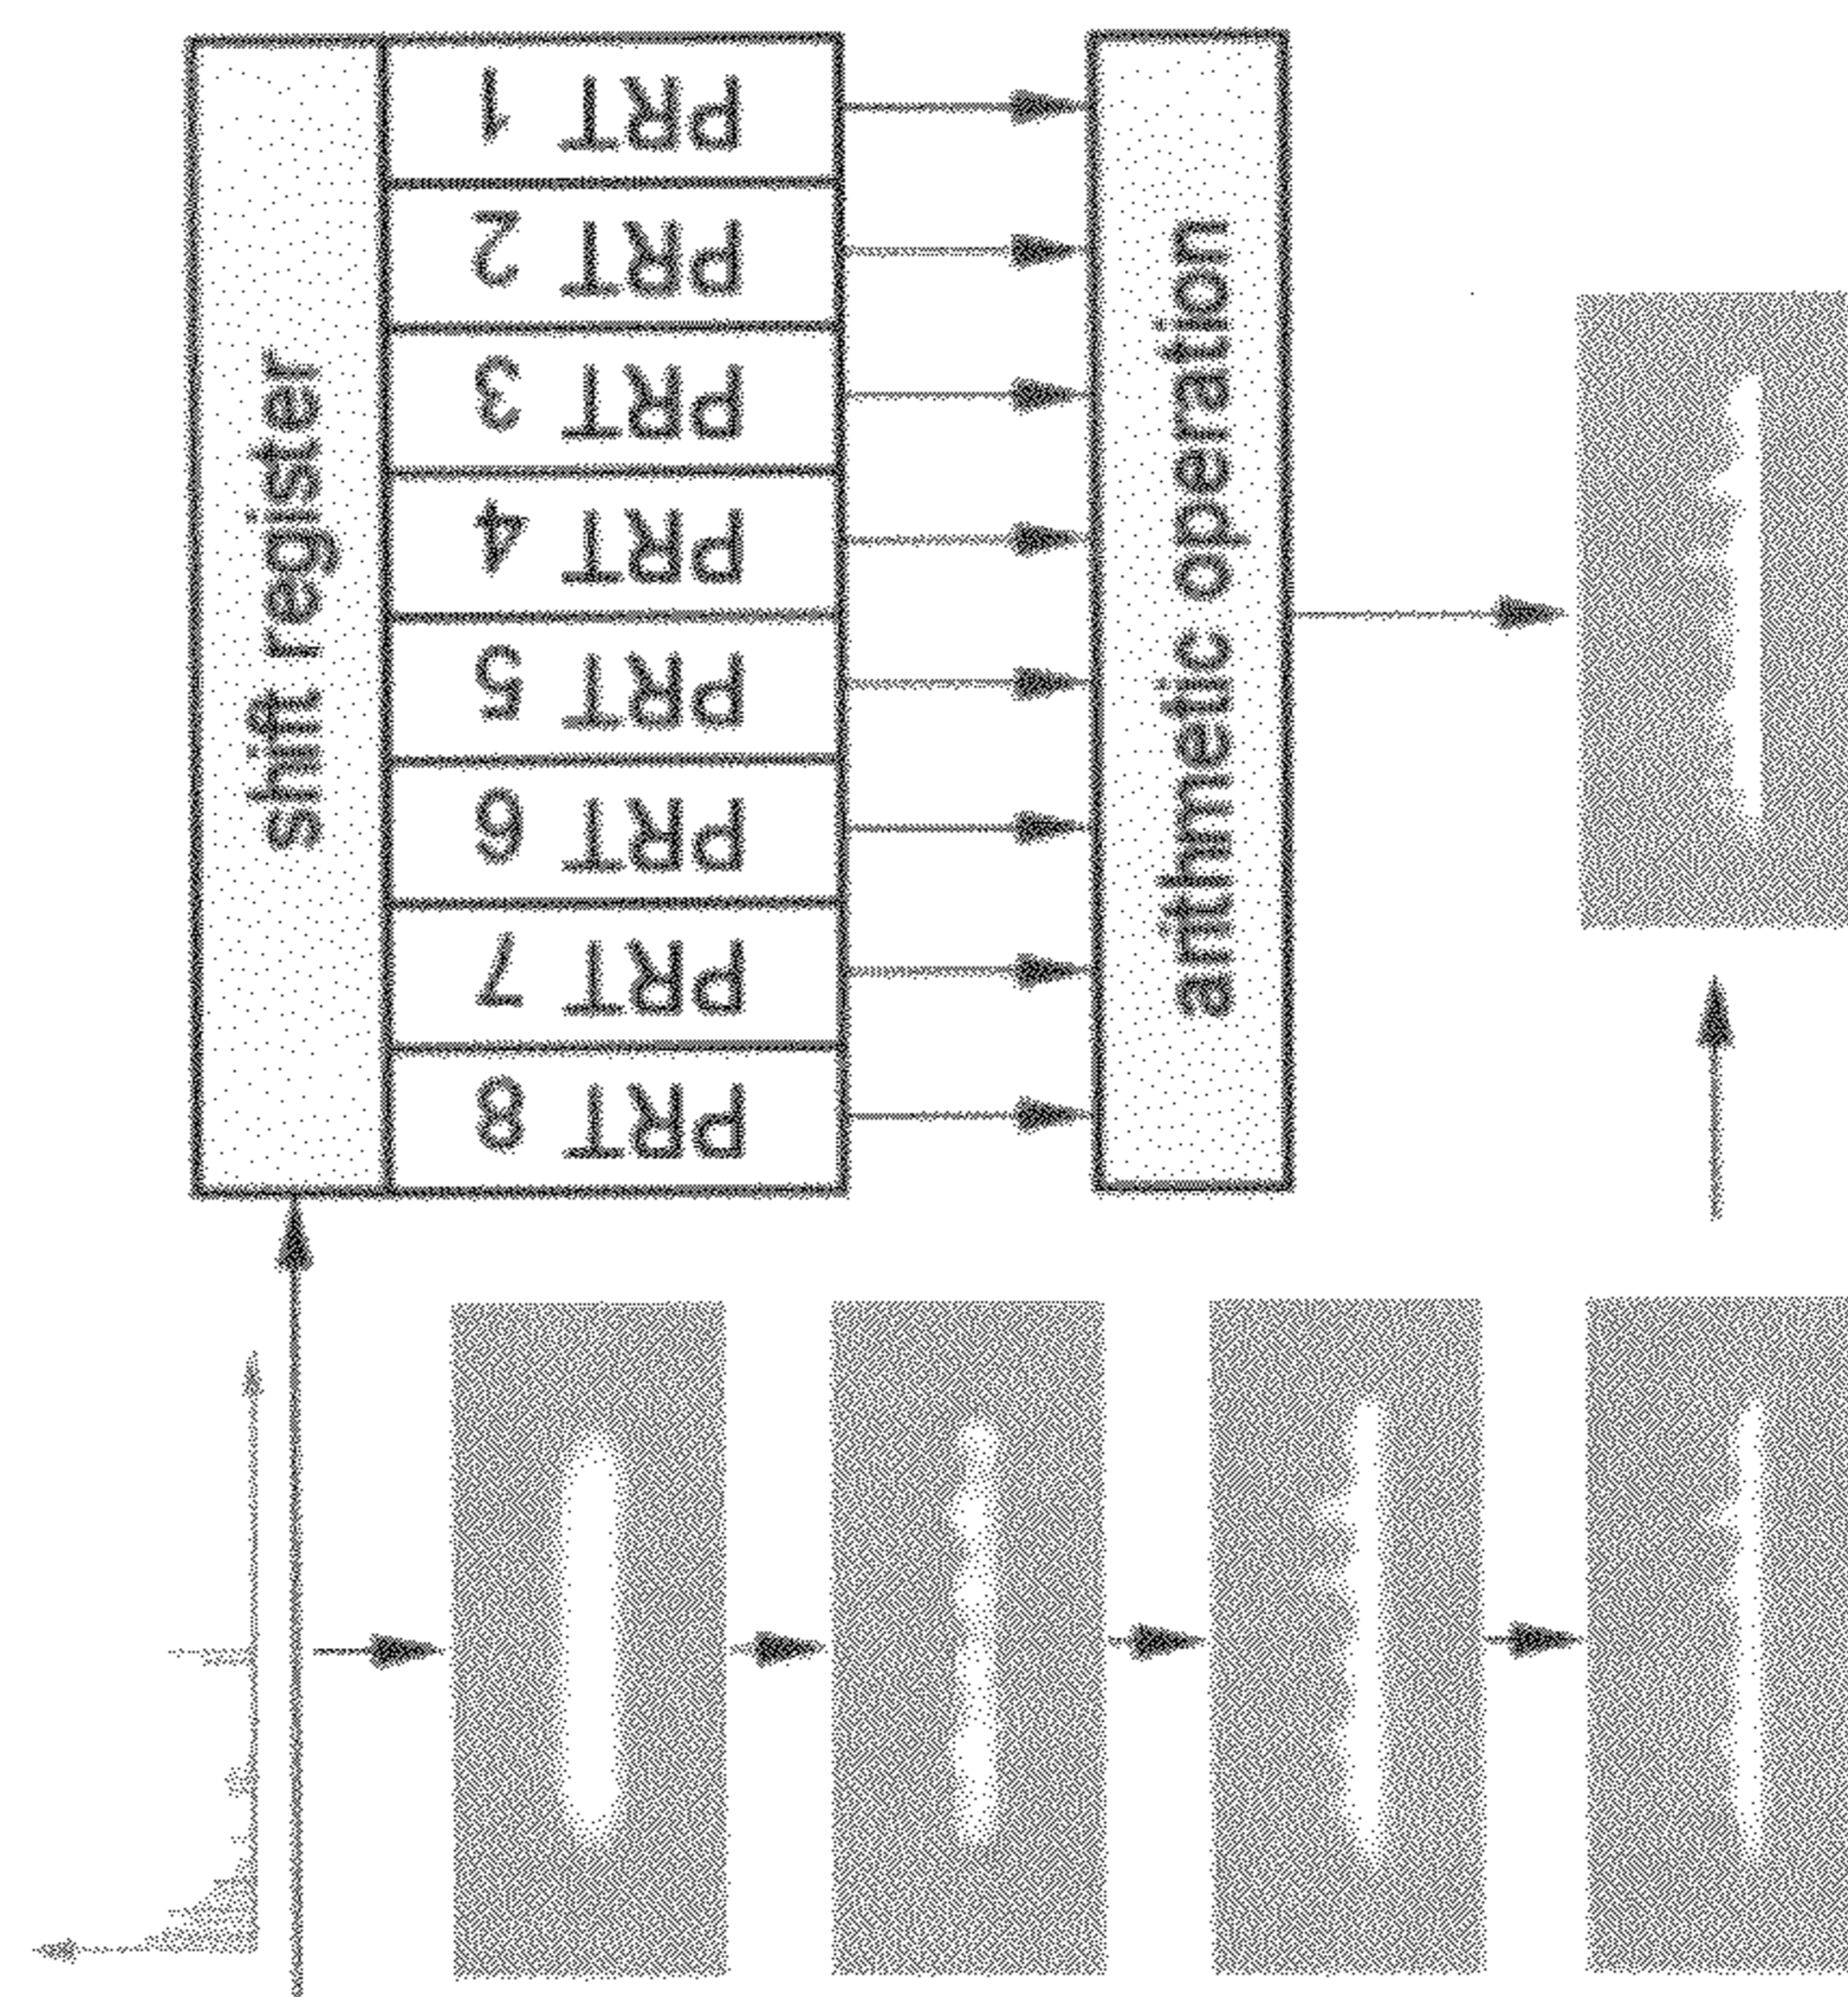 shift register
PRT 8
PRT 7
PRT 6
PRT 5
PRT 4
PRT 3
PRT 2
PRT 1
arithmetic operation